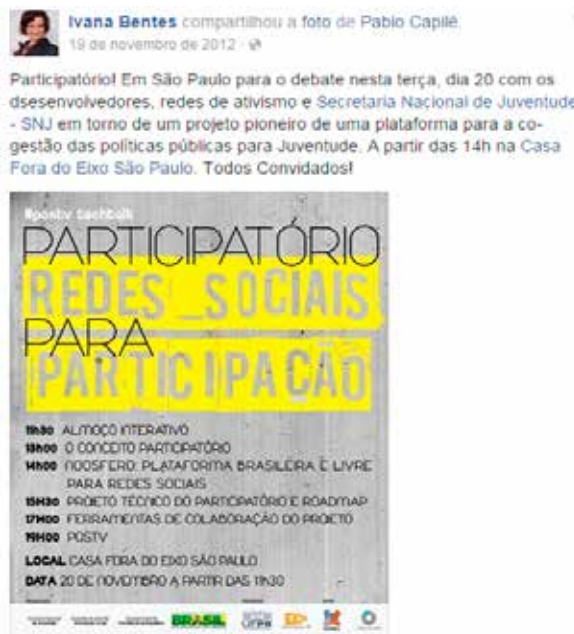 Ivana Bentes compartilhou a foto de Pablo Capilé.
19 de novembro de 2012
Participatório! Em São Paulo para o debate nesta terça, dia 20 com os
dsesenvolvedores, redes de ativismo e Secretaria Nacional de Juventude
- SNJ em torno de um projeto pioneiro de uma plataforma para a co-
gestão das políticas públicas para Juventude. A partir das 14h na Casa
Fora do Eixo São Paulo. Todos Convidados!
#postv techtalk
PARTICIPATÓRIO
REDES_SOCIAIS
PARA
PARTICIPAÇÃO
11h30 ALMOÇO INTERATIVO
13h00 O CONCEITO PARTICIPATÓRIO
14h00 NOOSFERO: PLATAFORMA BRASILEIRA E LIVRE
PARA REDES SOCIAIS
15h30 PROJETO TÉCNICO DO PARTICIPATÓRIO E ROADMAP
17h00 FERRAMENTAS DE COLABORAÇÃO DO PROJETO
19h00 POSTV
LOCAL CASA FORA DO EIXO SÃO PAULO
DATA 20 DE NOVEMBRO A PARTIR DAS 11h30
BRASIL UFPR